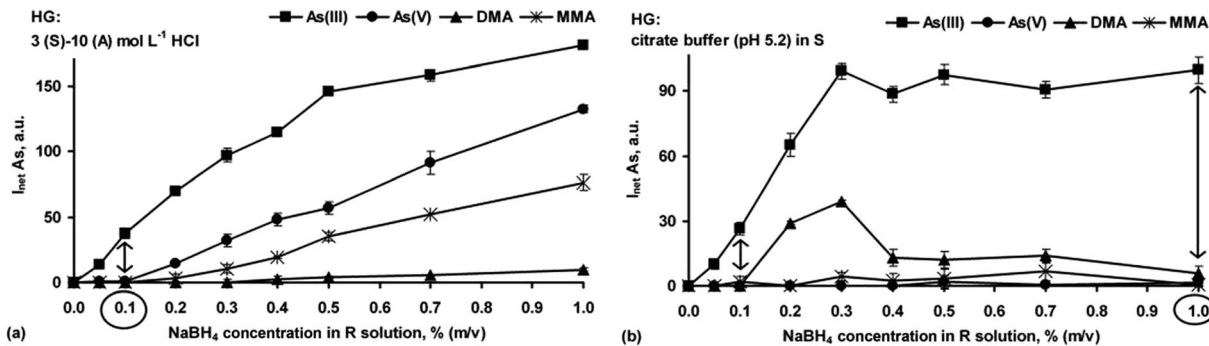 HG:
3 (S)-10 (A) mol L⁻¹ HCl
As(III) As(V) DMA MMA
I_net As, a.u.
150
100
50
0
0.0 0.1 0.2 0.3 0.4 0.5 0.6 0.7 0.8 0.9 1.0
(a) NaBH₄ concentration in R solution, % (m/v)
HG:
citrate buffer (pH 5.2) in S
As(III) As(V) DMA MMA
I_net As, a.u.
90
60
30
0
0.0 0.1 0.2 0.3 0.4 0.5 0.6 0.7 0.8 0.9 1.0
(b) NaBH₄ concentration in R solution, % (m/v)